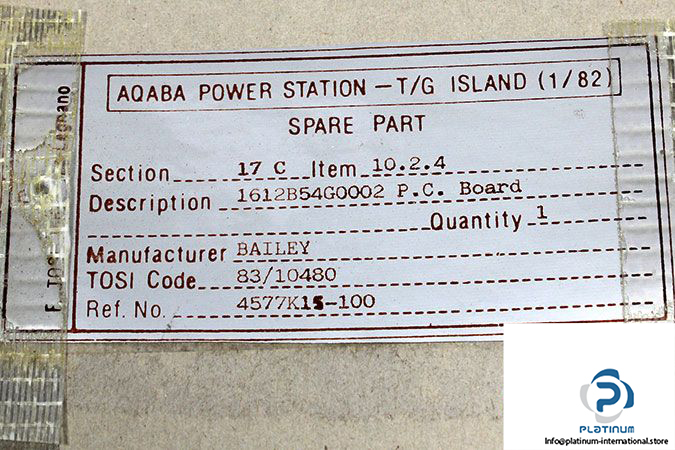 AQABA POWER STATION — T/G ISLAND (1/82)
SPARE PART
Section 17 C Item 10.2.4
Description 1612B54G0002 P.C. Board
Quantity 1
Manufacturer BAILEY
TOSI Code 83/10480
Ref. No. 4577K15-100
F. TOSI
Legnano
PLATINUM
Info@platinum-international.store